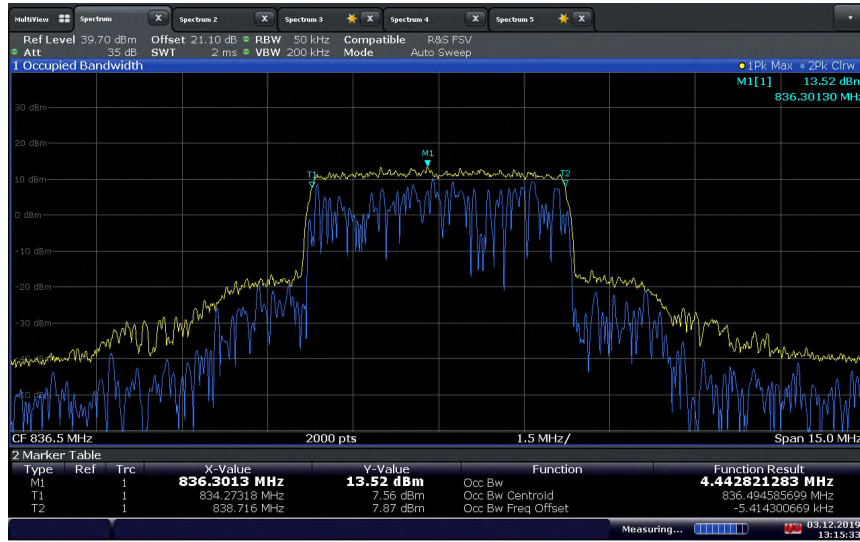 MultiView Spectrum X Spectrum 2 X Spectrum 3 X Spectrum 4 X Spectrum 5 X
Ref Level 39.70 dBm Offset 21.10 dB RBW 50 kHz Compatible R&S FSV
Att 35 dB SWT 2 ms VBW 200 kHz Mode Auto Sweep
1 Occupied Bandwidth 1Pk Max 2Pk Clrw
M1[1] 13.52 dBm
836.30130 MHz
30 dBm
20 dBm
M1
T1 T2
10 dBm
0 dBm
-10 dBm
-20 dBm
-30 dBm
CF 836.5 MHz 2000 pts 1.5 MHz/ Span 15.0 MHz
2 Marker Table
Type Ref Trc X-Value Y-Value Function Function Result
M1 1 836.3013 MHz 13.52 dBm Occ Bw 4.442821283 MHz
T1 1 834.27318 MHz 7.56 dBm Occ Bw Centroid 836.494585699 MHz
T2 1 838.716 MHz 7.87 dBm Occ Bw Freq Offset -5.414300669 kHz
Measuring... 03.12.2019
13:15:33